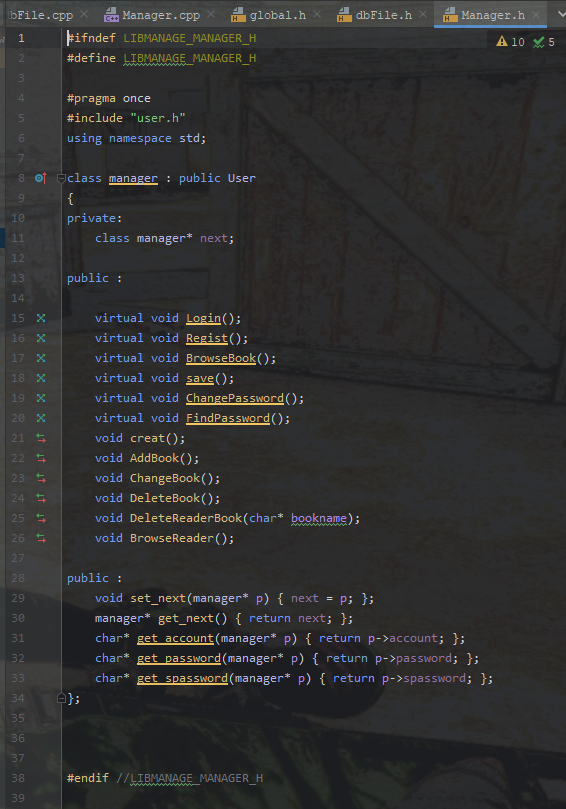 bFile.cpp Manager.cpp global.h dbFile.h Manager.h
10 5
1 #ifndef LIBMANAGE_MANAGER_H
2 #define LIBMANAGE_MANAGER_H
3
4 #pragma once
5 #include "user.h"
6 using namespace std;
7
8 class manager : public User
9 {
10 private:
11 class manager* next;
12
13 public :
14
15 virtual void Login();
16 virtual void Regist();
17 virtual void BrowseBook();
18 virtual void save();
19 virtual void ChangePassword();
20 virtual void FindPassword();
21 void creat();
22 void AddBook();
23 void ChangeBook();
24 void DeleteBook();
25 void DeleteReaderBook(char* bookname);
26 void BrowseReader();
27
28 public :
29 void set_next(manager* p) { next = p; };
30 manager* get_next() { return next; };
31 char* get_account(manager* p) { return p->account; };
32 char* get_password(manager* p) { return p->password; };
33 char* get_spassword(manager* p) { return p->spassword; };
34 };
35
36
37
38 #endif //LIBMANAGE_MANAGER_H
39